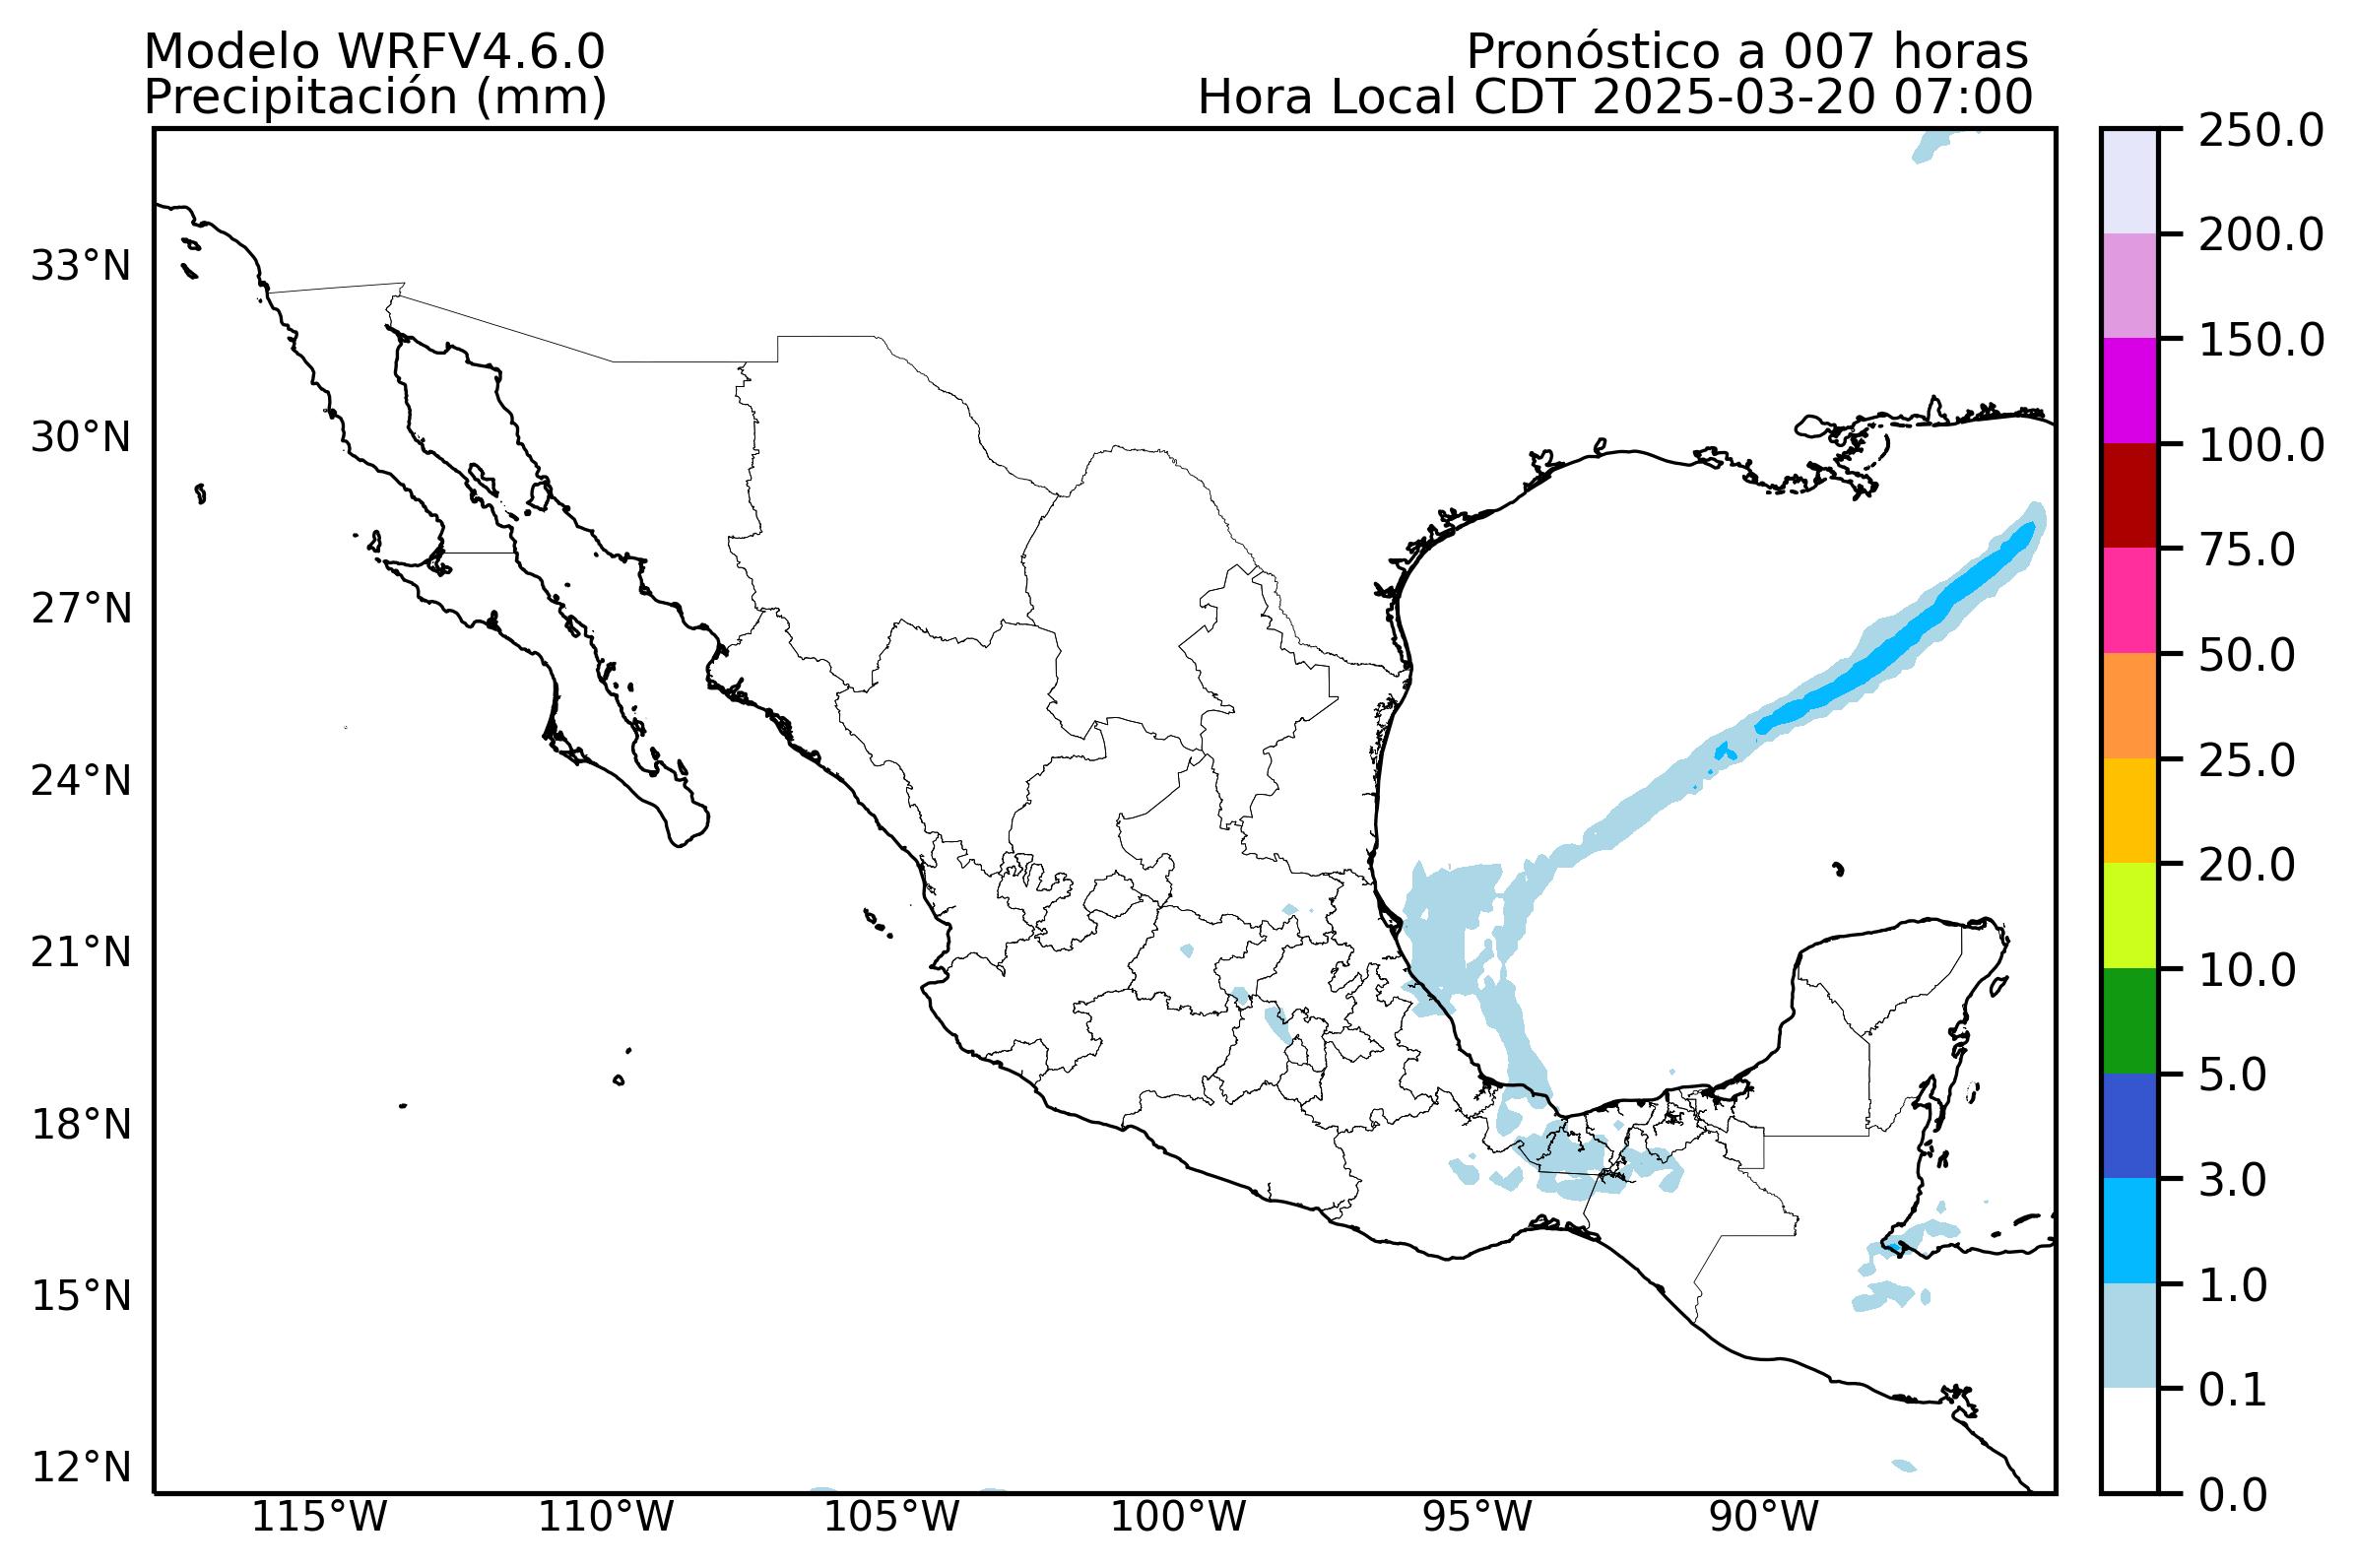 Modelo WRFV4.6.0
Precipitación (mm)
Pronóstico a 007 horas
Hora Local CDT 2025-03-20 07:00
33°N
30°N
27°N
24°N
21°N
18°N
15°N
12°N
115°W
110°W
105°W
100°W
95°W
90°W
250.0
200.0
150.0
100.0
75.0
50.0
25.0
20.0
10.0
5.0
3.0
1.0
0.1
0.0